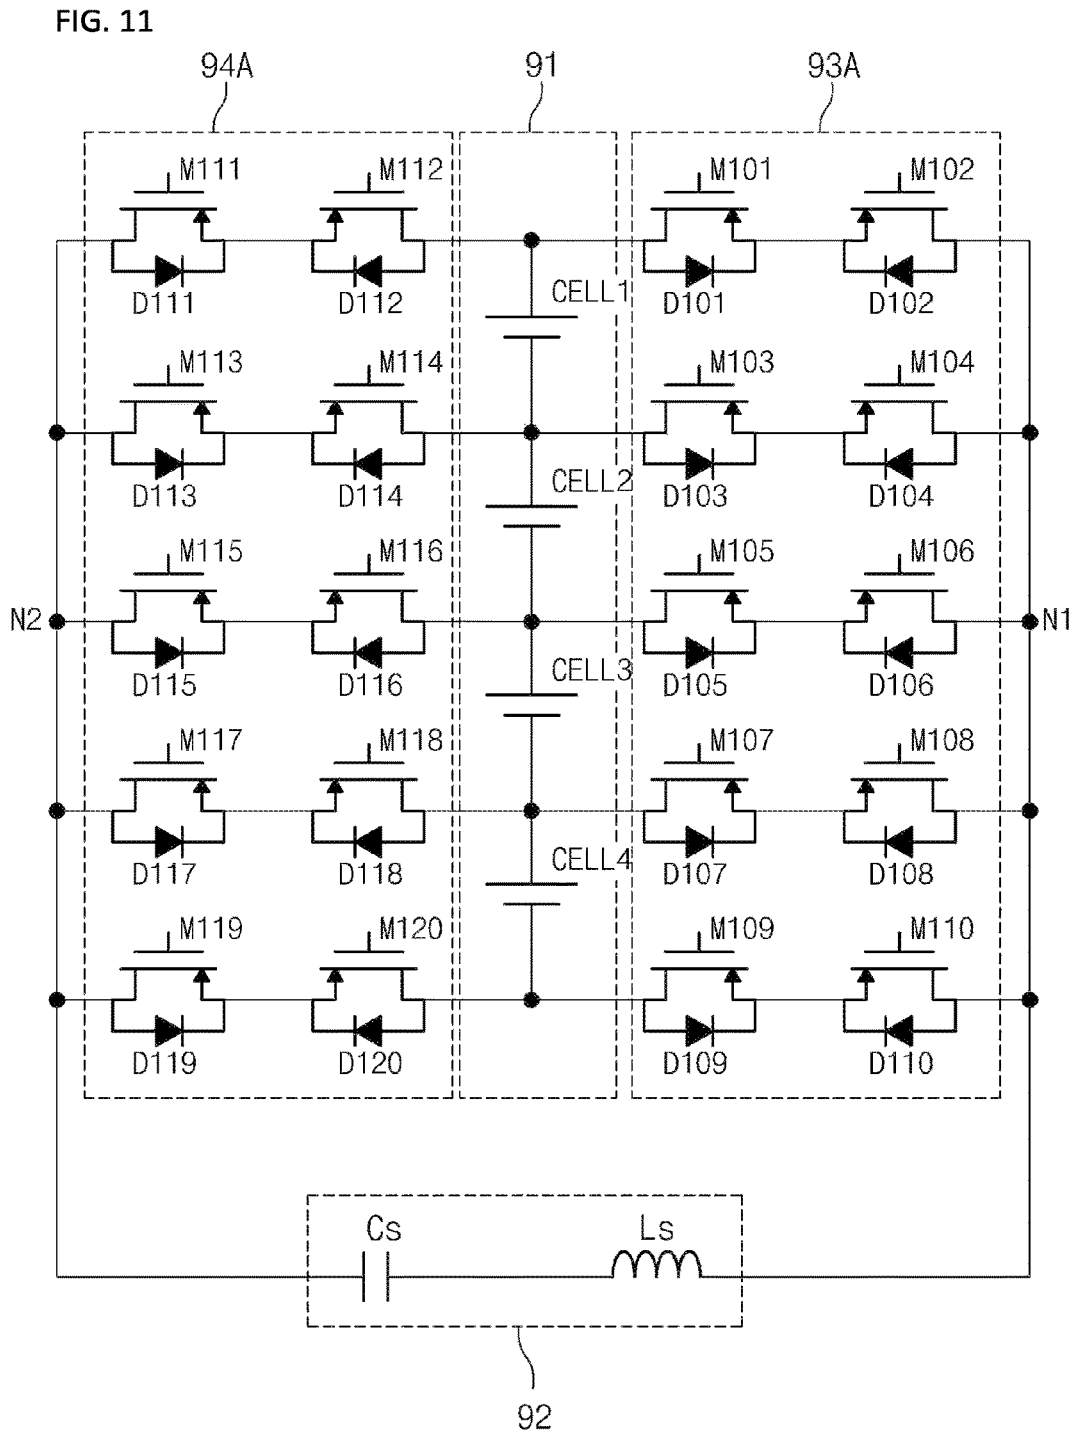 FIG. 11
94A 91 93A
M111 M112 M101 M102
CELL1
D111 D112 D101 D102
M113 M114 M103 M104
CELL2
D113 D114 D103 D104
M115 M116 M105 M106
N2 N1
CELL3
D115 D116 D105 D106
M117 M118 M107 M108
CELL4
D117 D118 D107 D108
M119 M120 M109 M110
D119 D120 D109 D110
Cs Ls
92